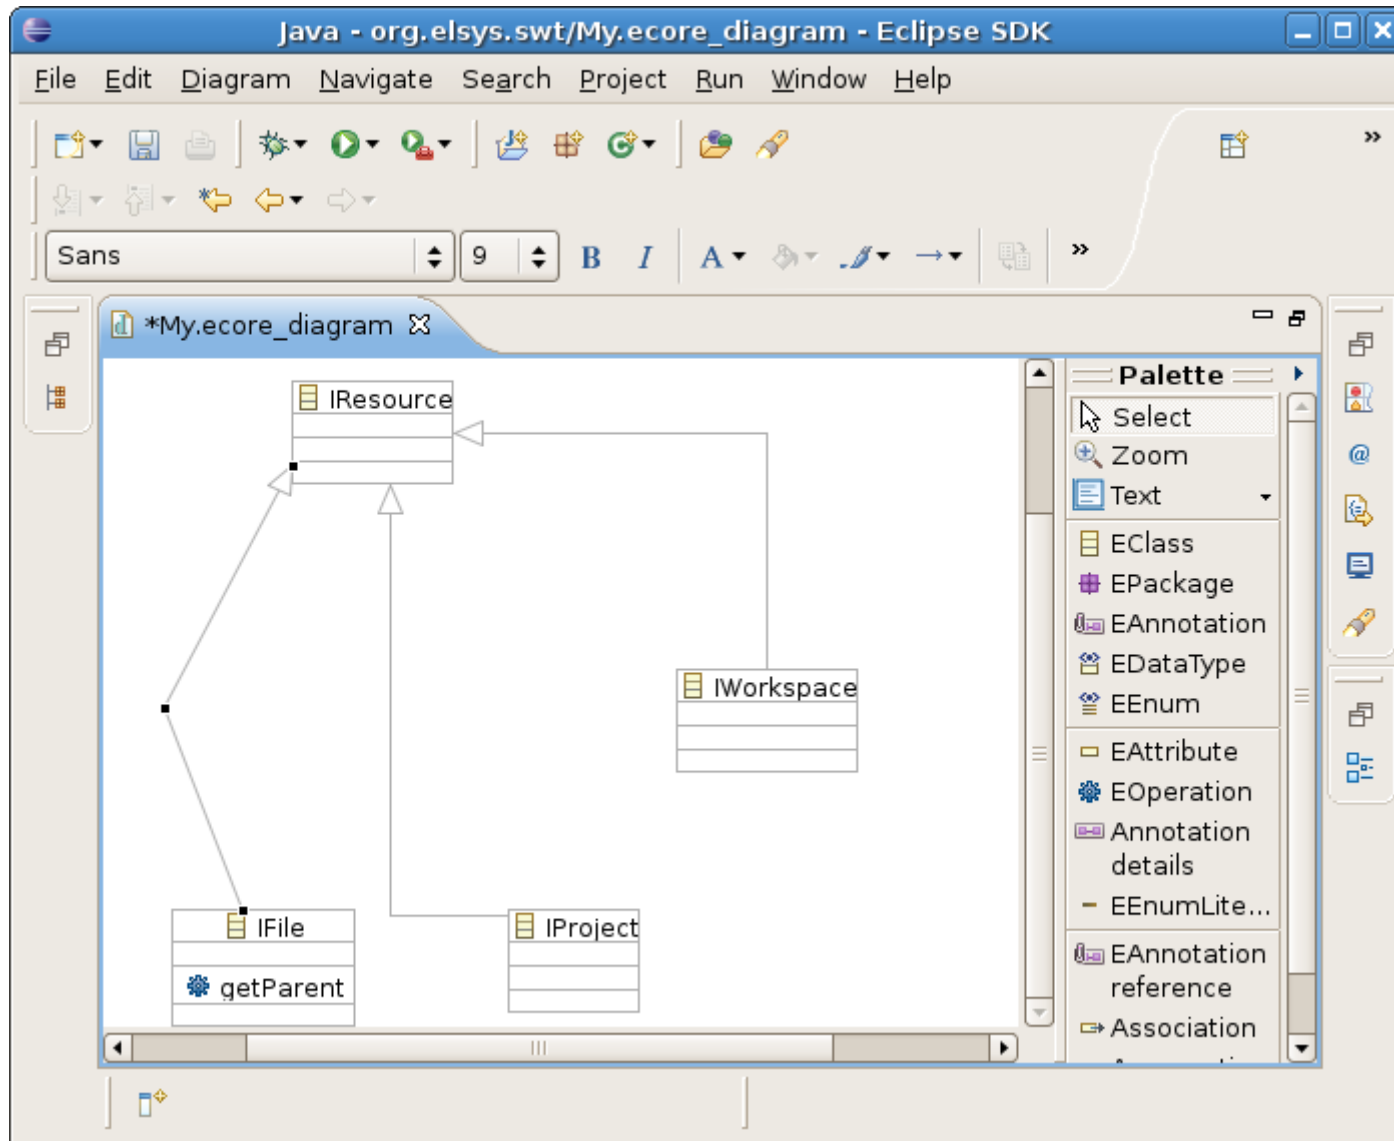 Java - org.elsys.swt/My.ecore_diagram - Eclipse SDK
File Edit Diagram Navigate Search Project Run Window Help
Sans 9 B I A
*My.ecore_diagram
Palette
Select
Zoom
Text
EClass
EPackage
EAnnotation
EDataType
EEnum
EAttribute
EOperation
Annotation
details
EEnumLite...
EAnnotation
reference
Association
IResource
IWorkspace
IFile
getParent
IProject